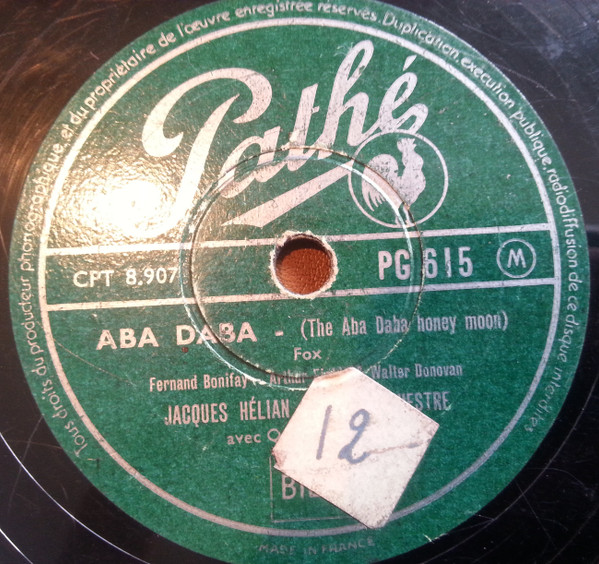 Tous droits du producteur phonographique et du propriétaire de l'œuvre enregistrée réservés. Duplication, exécution publique, radiodiffusion de ce disque interdites
Pathé
CPT 8.907
PG 615
M
ABA DABA - (The Aba Daba honey moon)
Fox
Fernand Bonifay Arthur Walter Donovan
JACQUES HÉLIAN
avec
12
MADE IN FRANCE